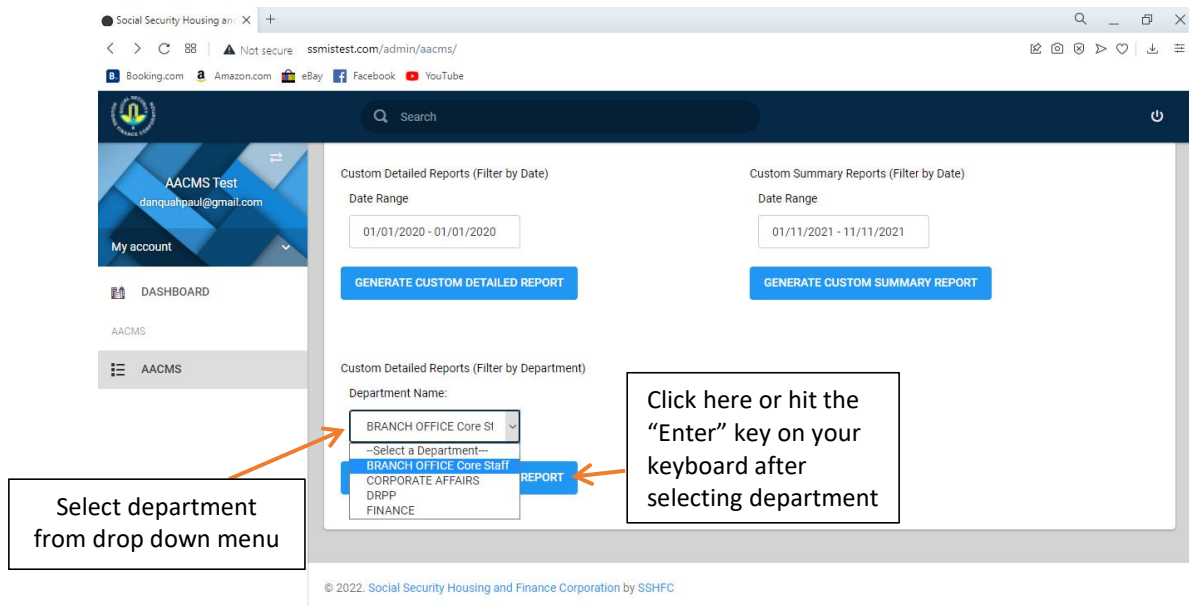 Social Security Housing an
Not secure ssmistest.com/admin/aacms/
B. Booking.com a Amazon.com eBay Facebook YouTube
Search
AACMS Test
danquahpaul@gmail.com
My account
DASHBOARD
AACMS
AACMS
Custom Detailed Reports (Filter by Date)
Date Range
01/01/2020 - 01/01/2020
GENERATE CUSTOM DETAILED REPORT
Custom Summary Reports (Filter by Date)
Date Range
01/11/2021 - 11/11/2021
GENERATE CUSTOM SUMMARY REPORT
Custom Detailed Reports (Filter by Department)
Department Name:
BRANCH OFFICE Core St
--Select a Department---
BRANCH OFFICE Core Staff
CORPORATE AFFAIRS
DRPP
FINANCE
REPORT
Select department
from drop down menu
Click here or hit the
“Enter” key on your
keyboard after
selecting department
© 2022. Social Security Housing and Finance Corporation by SSHFC